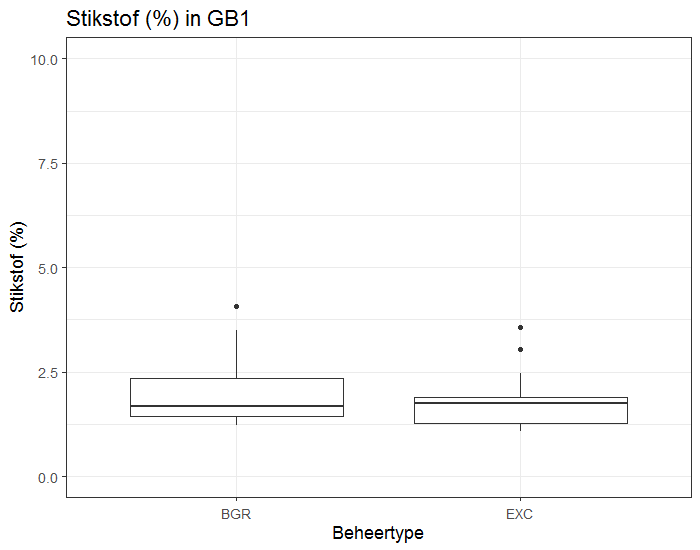 Stikstof (%) in GB1
10.0
7.5
5.0
2.5
0.0
Stikstof (%)
BGR
EXC
Beheertype